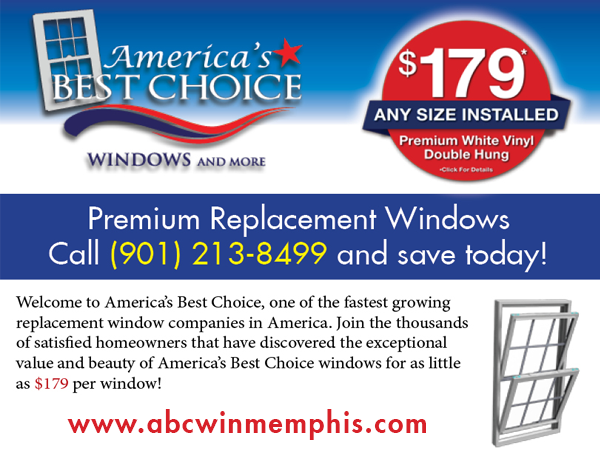 America's
BEST CHOICE
WINDOWS AND MORE
$179*
ANY SIZE INSTALLED
Premium White Vinyl
Double Hung
*Click For Details
Premium Replacement Windows
Call (901) 213-8499 and save today!
Welcome to America's Best Choice, one of the fastest growing
replacement window companies in America. Join the thousands
of satisfied homeowners that have discovered the exceptional
value and beauty of America's Best Choice windows for as little
as $179 per window!
www.abcwinmemphis.com